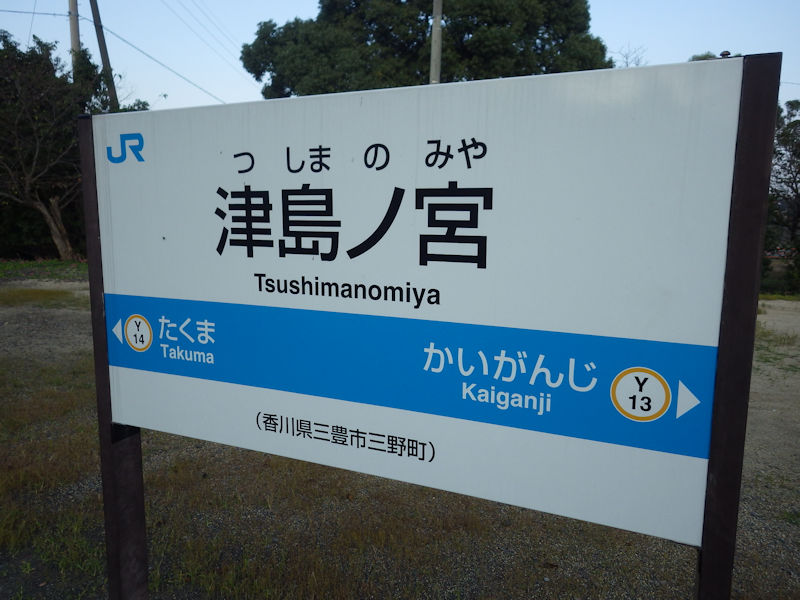 JR
つ しま の みや
津島ノ宮
Tsushimanomiya
Y 14 たくま
Takuma
かいがんじ Y 13
Kaiganji
(香川県三豊市三野町)